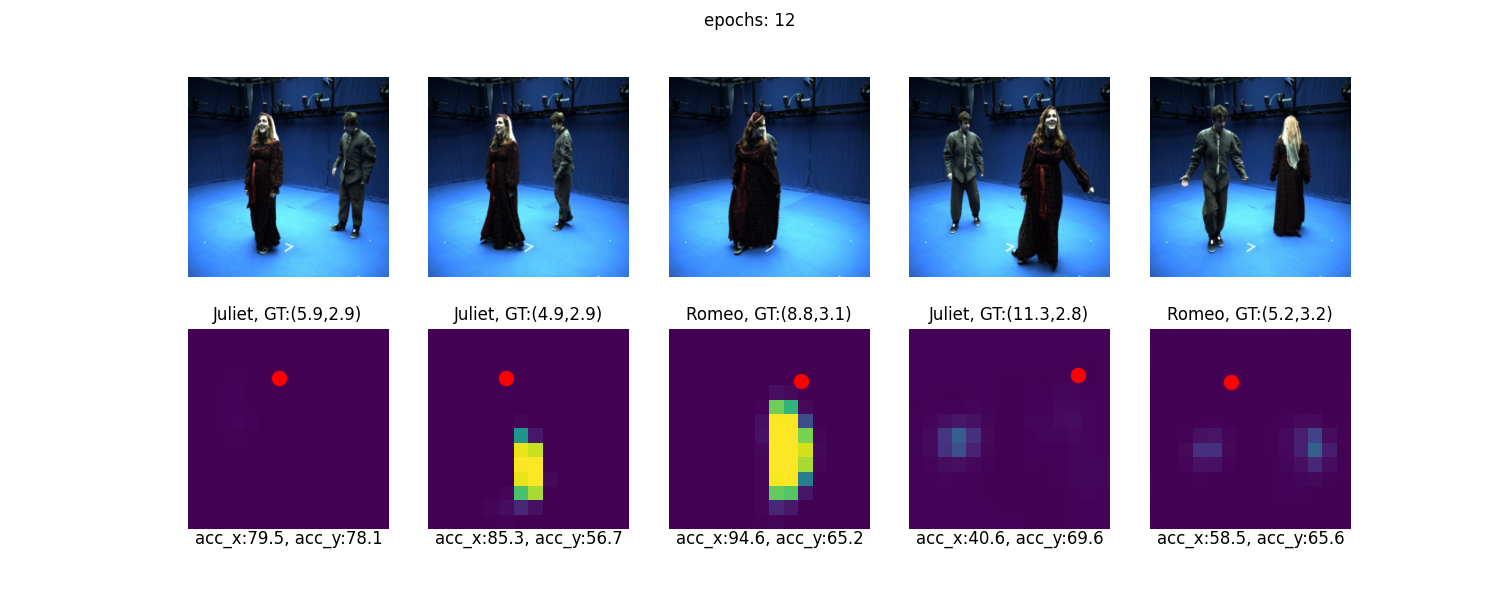 epochs: 12
Juliet, GT:(5.9,2.9)
Juliet, GT:(4.9,2.9)
Romeo, GT:(8.8,3.1)
Juliet, GT:(11.3,2.8)
Romeo, GT:(5.2,3.2)
acc_x:79.5, acc_y:78.1
acc_x:85.3, acc_y:56.7
acc_x:94.6, acc_y:65.2
acc_x:40.6, acc_y:69.6
acc_x:58.5, acc_y:65.6